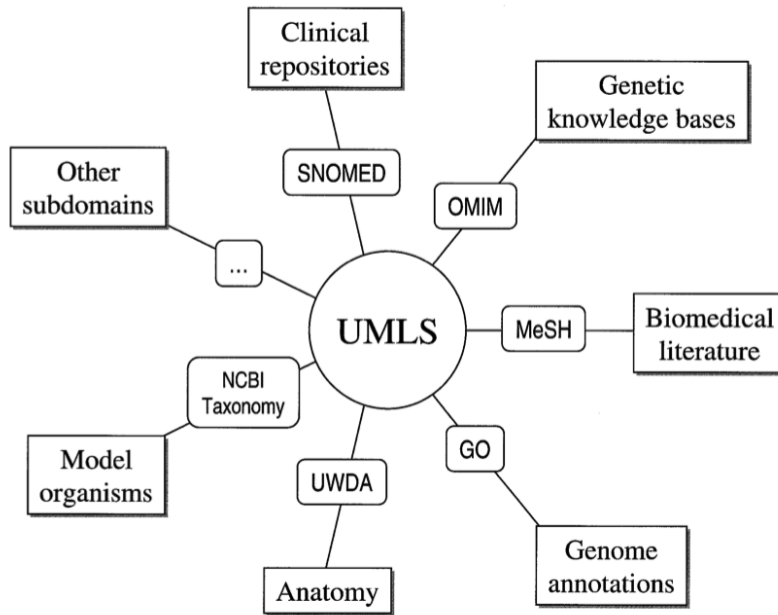 Clinical
repositories
Genetic
knowledge bases
SNOMED
Other
subdomains
OMIM
...
UMLS
MeSH
Biomedical
literature
NCBI
Taxonomy
GO
Model
organisms
UWDA
Genome
annotations
Anatomy